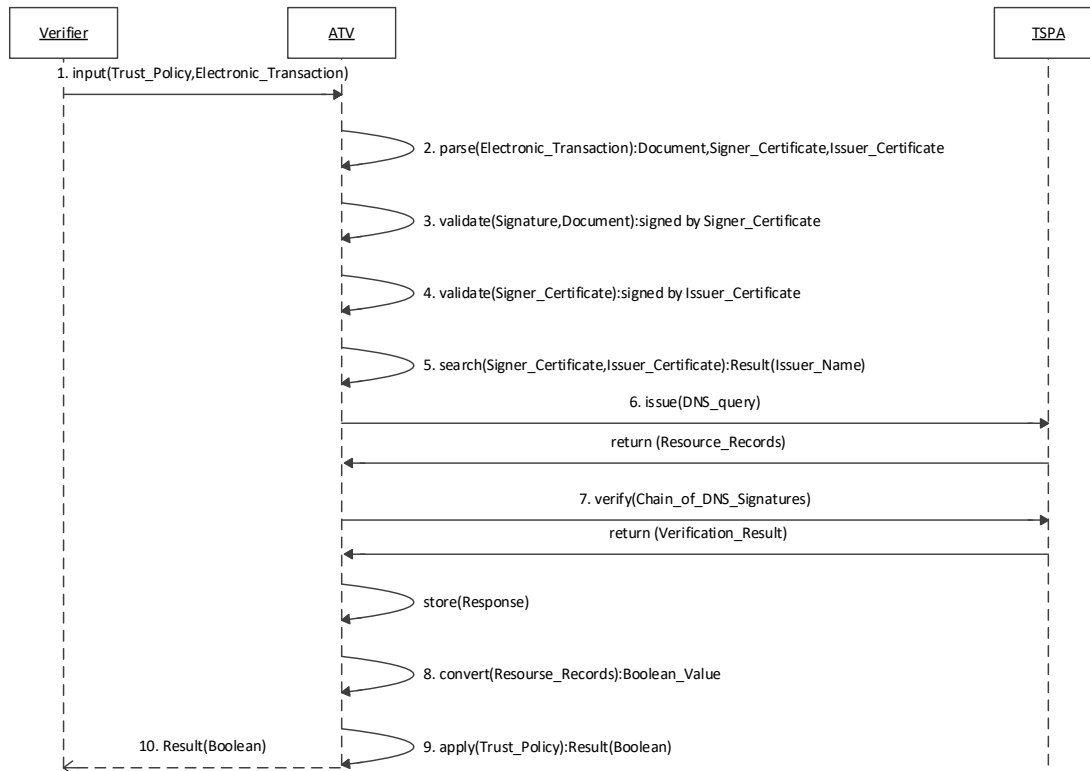 Verifier
ATV
TSPA
1. input(Trust_Policy,Electronic_Transaction)
2. parse(Electronic_Transaction):Document,Signer_Certificate,Issuer_Certificate
3. validate(Signature,Document):signed by Signer_Certificate
4. validate(Signer_Certificate):signed by Issuer_Certificate
5. search(Signer_Certificate,Issuer_Certificate):Result(Issuer_Name)
6. issue(DNS_query)
return (Resource_Records)
7. verify(Chain_of_DNS_Signatures)
return (Verification_Result)
store(Response)
8. convert(Resourse_Records):Boolean_Value
10. Result(Boolean)
9. apply(Trust_Policy):Result(Boolean)